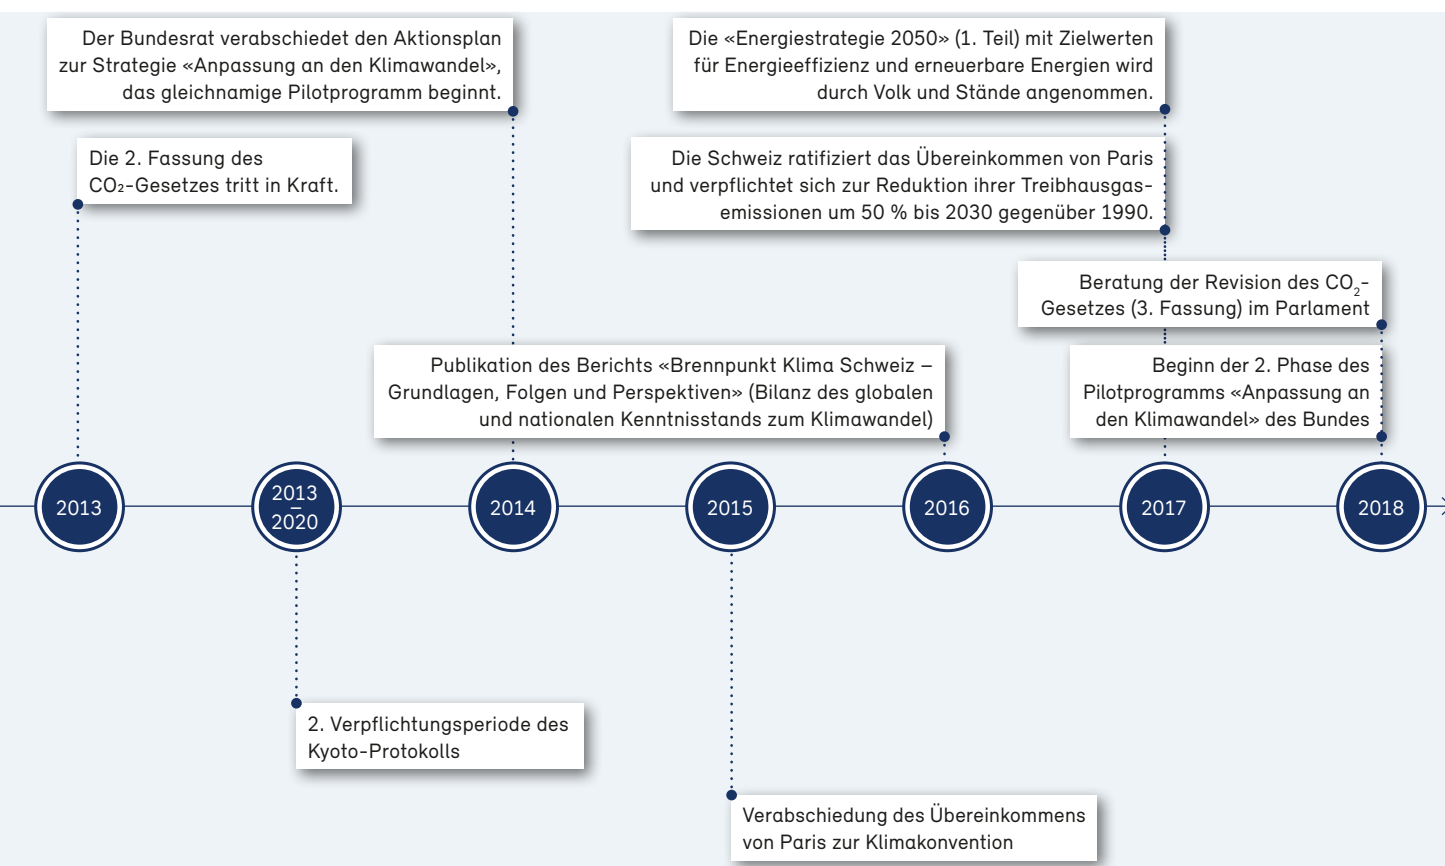 Der Bundesrat verabschiedet den Aktionsplan
zur Strategie «Anpassung an den Klimawandel»,
das gleichnamige Pilotprogramm beginnt.
Die «Energiestrategie 2050» (1. Teil) mit Zielwerten
für Energieeffizienz und erneuerbare Energien wird
durch Volk und Stände angenommen.
Die 2. Fassung des
CO₂-Gesetzes tritt in Kraft.
Die Schweiz ratifiziert das Übereinkommen von Paris
und verpflichtet sich zur Reduktion ihrer Treibhausgas-
emissionen um 50 % bis 2030 gegenüber 1990.
Beratung der Revision des CO₂-
Gesetzes (3. Fassung) im Parlament
Publikation des Berichts «Brennpunkt Klima Schweiz –
Grundlagen, Folgen und Perspektiven» (Bilanz des globalen
und nationalen Kenntnisstands zum Klimawandel)
Beginn der 2. Phase des
Pilotprogramms «Anpassung an
den Klimawandel» des Bundes
2013
2013
–
2020
2014
2015
2016
2017
2018
2. Verpflichtungsperiode des
Kyoto-Protokolls
Verabschiedung des Übereinkommens
von Paris zur Klimakonvention